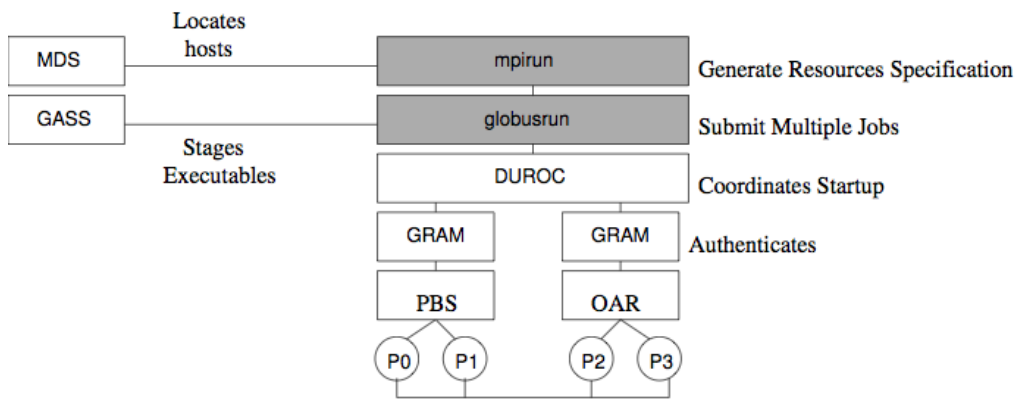 Locates
hosts
MDS
mpirun
Generate Resources Specification
GASS
globusrun
Submit Multiple Jobs
Stages
Executables
DUROC
Coordinates Startup
GRAM
GRAM
Authenticates
PBS
OAR
P0
P1
P2
P3